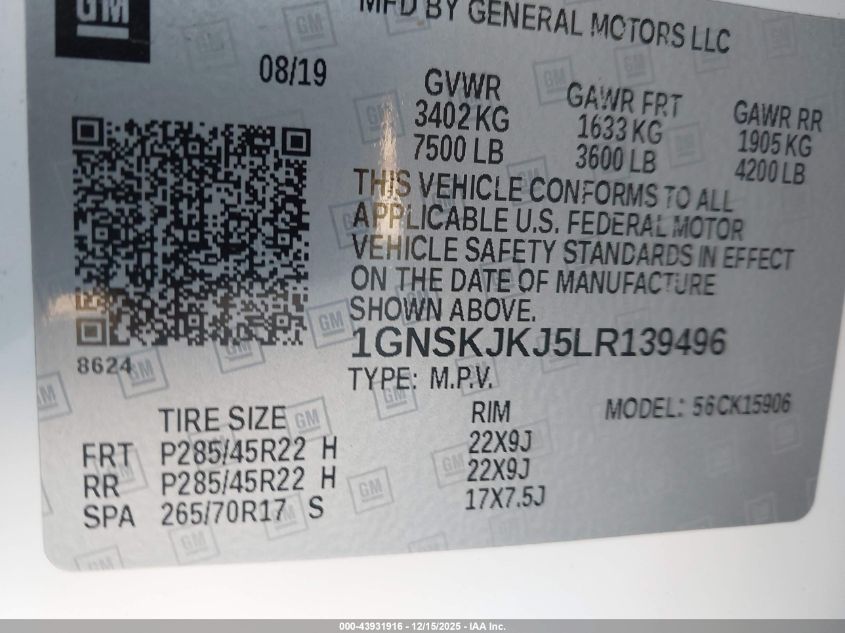 GM
MFD BY GENERAL MOTORS LLC
08/19
GVWR GAWR FRT GAWR RR
3402 KG 1633 KG 1905 KG
7500 LB 3600 LB 4200 LB
THIS VEHICLE CONFORMS TO ALL
APPLICABLE U.S. FEDERAL MOTOR
VEHICLE SAFETY STANDARDS IN EFFECT
ON THE DATE OF MANUFACTURE
SHOWN ABOVE.
1GNSKJKJ5LR139496
8624
TYPE: M.P.V.
MODEL: 56CK15906
TIRE SIZE RIM
FRT P285/45R22 H 22X9J
RR P285/45R22 H 22X9J
SPA 265/70R17 S 17X7.5J
000-43931916 - 12/15/2025 - IAA Inc.